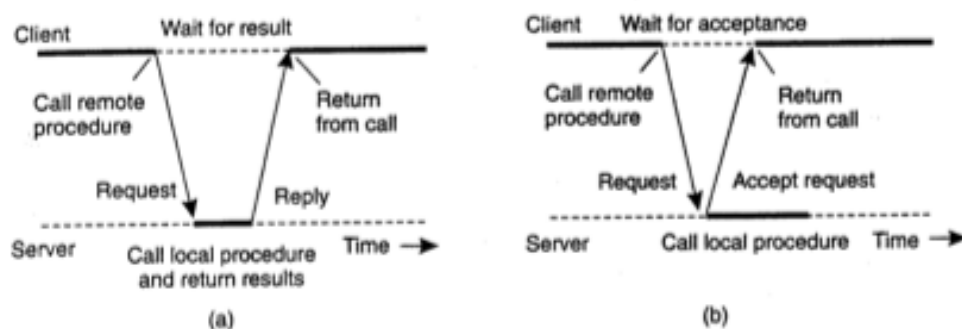 Client
Wait for result
Call remote
procedure
Return
from call
Request
Reply
Server
Time
Call local procedure
and return results
(a)
Client
Wait for acceptance
Call remote
procedure
Return
from call
Request
Accept request
Server
Call local procedure
Time
(b)